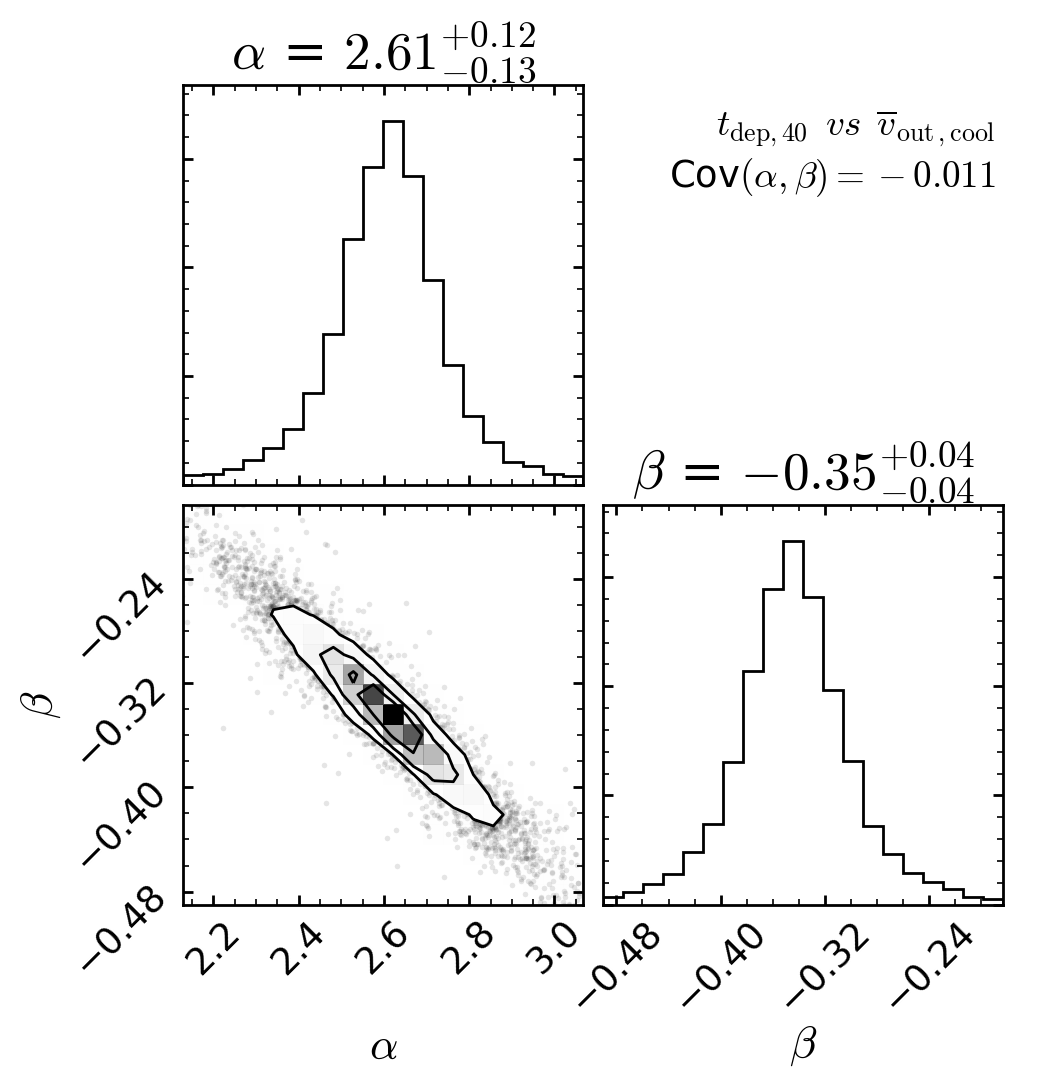 α = 2.61 +0.12 −0.13
t dep, 40 vs v̅ out, cool
Cov(α, β) = −0.011
β = −0.35 +0.04 −0.04
−0.24
−0.32
−0.40
−0.48
β
2.2 2.4 2.6 2.8 3.0
−0.48 −0.40 −0.32 −0.24
α
β